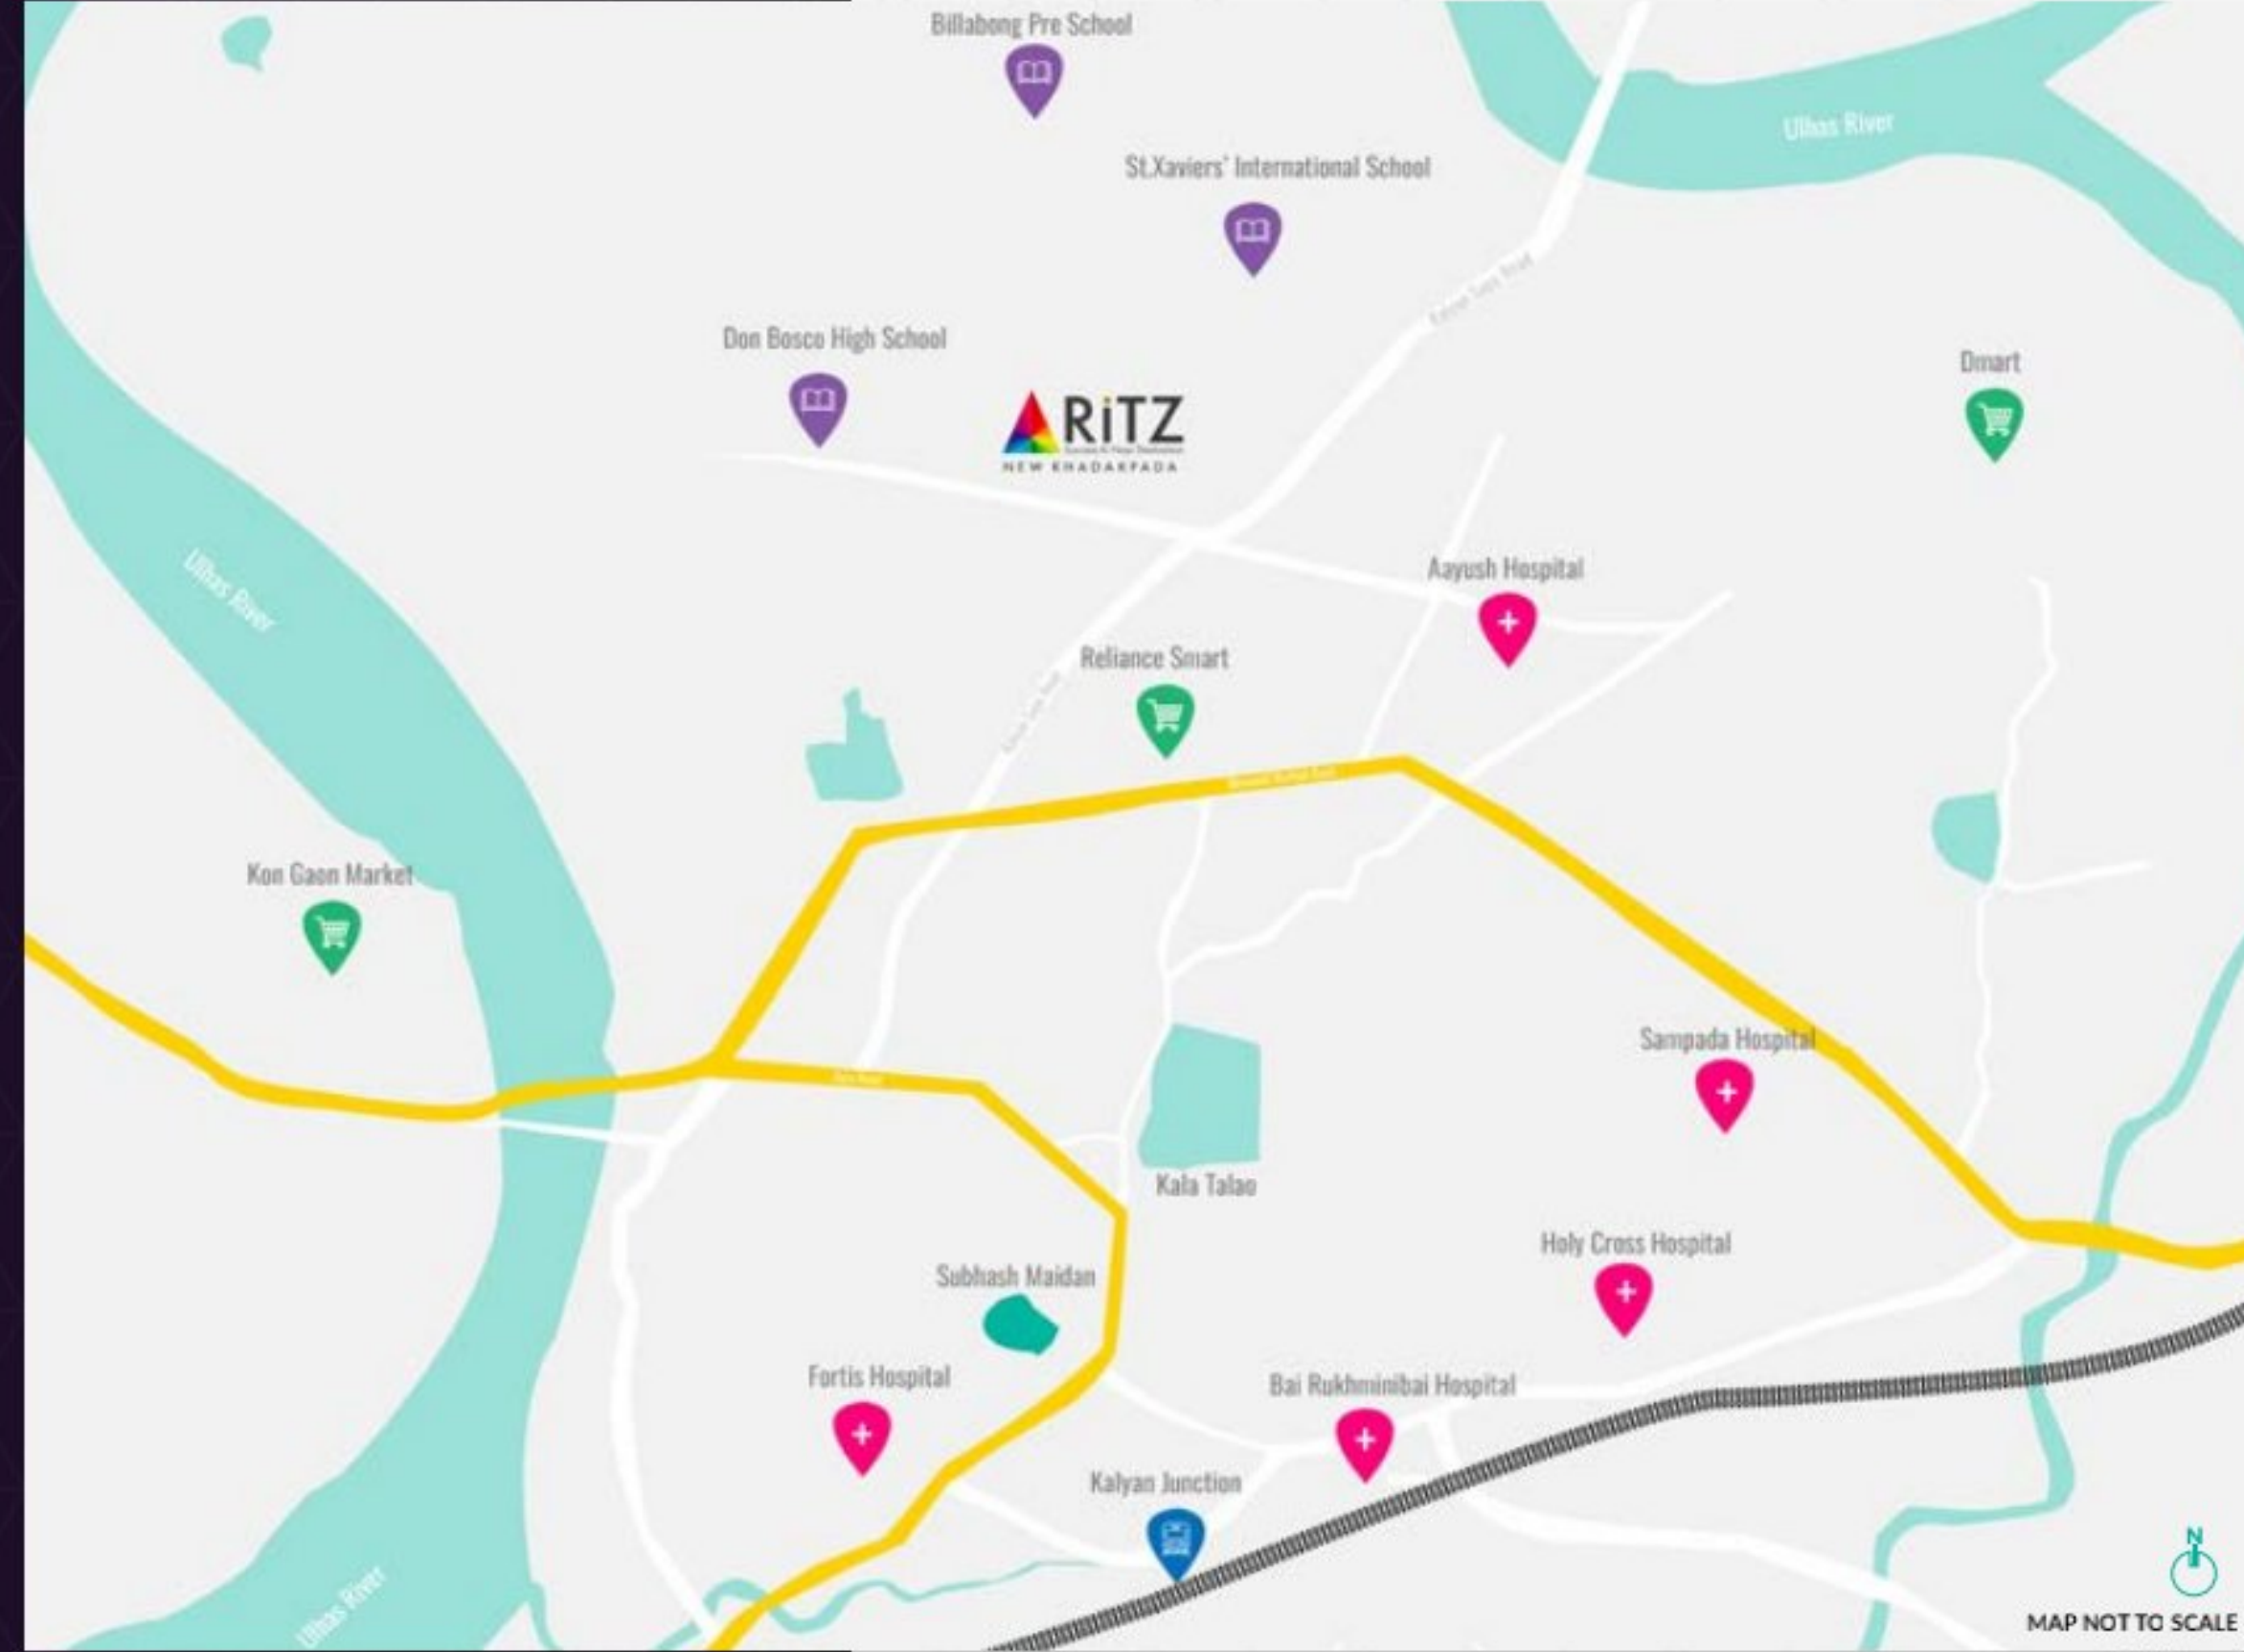 Billabong Pre School
St.Xaviers' International School
Ulhas River
Don Bosco High School
RiTZ
NEW KHADAKPADA
Dmart
Ulhas River
Aayush Hospital
Reliance Smart
Kon Gaon Market
Sampada Hospital
Kala Talao
Holy Cross Hospital
Subhash Maidan
Fortis Hospital
Bai Rukhminibai Hospital
Kalyan Junction
Ulhas River
N
MAP NOT TO SCALE